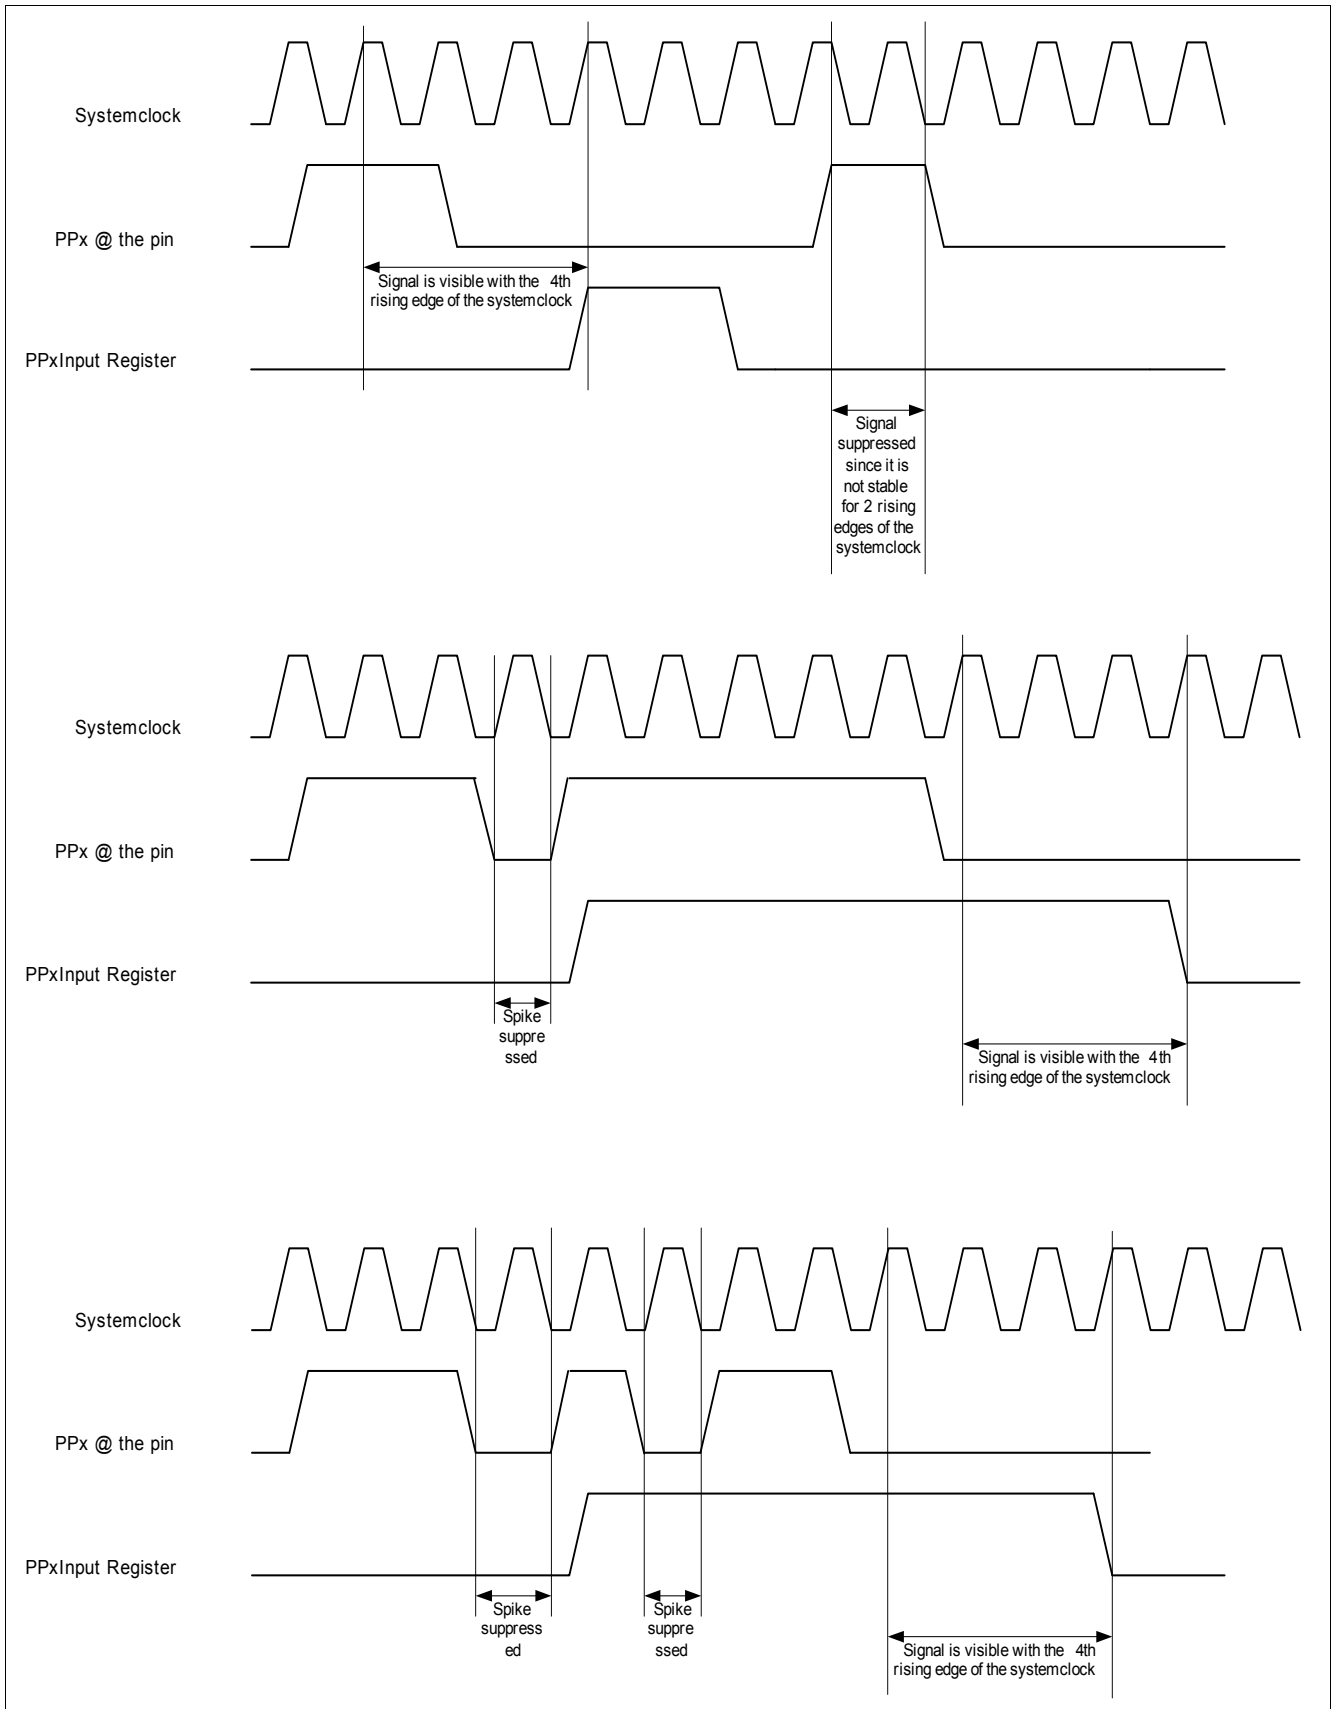 Systemclock
PPx @ the pin
Signal is visible with the 4th
rising edge of the systemclock
PPxInput Register
Signal
suppressed
since it is
not stable
for 2 rising
edges of the
systemclock
Systemclock
PPx @ the pin
PPxInput Register
Spike
suppre
ssed
Signal is visible with the 4th
rising edge of the systemclock
Systemclock
PPx @ the pin
PPxInput Register
Spike
suppress
ed
Spike
suppre
ssed
Signal is visible with the 4th
rising edge of the systemclock